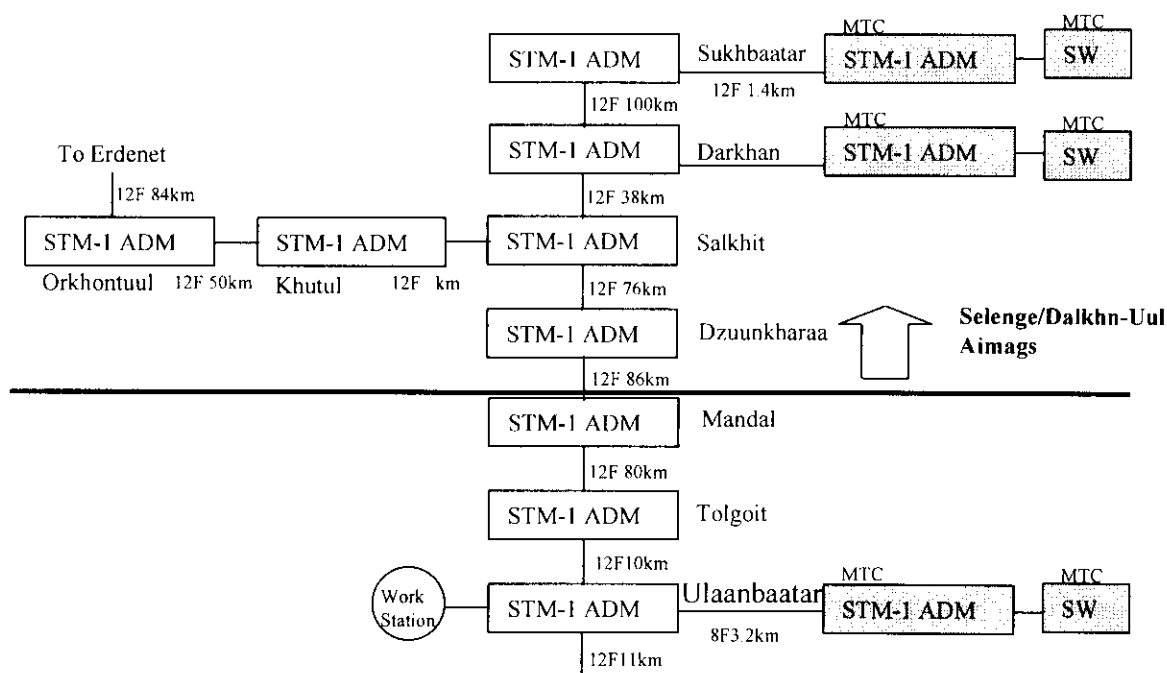 MTC
MTC
STM-1 ADM
Sukhbaatar
STM-1 ADM
SW
12F 1.4km
12F 100km
MTC
MTC
To Erdenet
STM-1 ADM
Darkhan
STM-1 ADM
SW
12F 84km
12F 38km
STM-1 ADM
STM-1 ADM
STM-1 ADM
Salkhit
Orkhontuul
12F 50km
Khutul
12F km
12F 76km
STM-1 ADM
Dzuunkharaa
Selenge/Dalkhn-Uul
Aimags
12F 86km
STM-1 ADM
Mandal
12F 80km
STM-1 ADM
Tolgoit
12F10km
MTC
MTC
Work
Station
STM-1 ADM
Ulaanbaatar
STM-1 ADM
SW
8F3.2km
12F11km